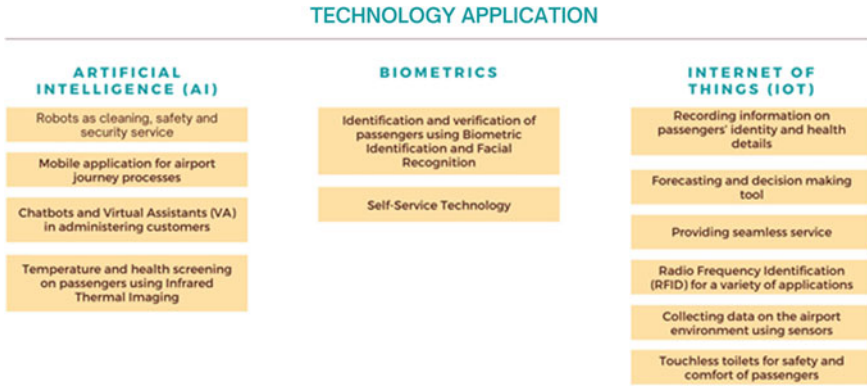 TECHNOLOGY APPLICATION
ARTIFICIAL
INTELLIGENCE (AI)
Robots as cleaning, safety and
security service
Mobile application for airport
journey processes
Chatbots and Virtual Assistants (VA)
in administering customers
Temperature and health screening
on passengers using Infrared
Thermal Imaging
BIOMETRICS
Identification and verification of
passengers using Biometric
Identification and Facial
Recognition
Self-Service Technology
INTERNET OF
THINGS (IOT)
Recording information on
passengers' identity and health
details
Forecasting and decision making
tool
Providing seamless service
Radio Frequency Identification
(RFID) for a variety of applications
Collecting data on the airport
environment using sensors
Touchless toilets for safety and
comfort of passengers